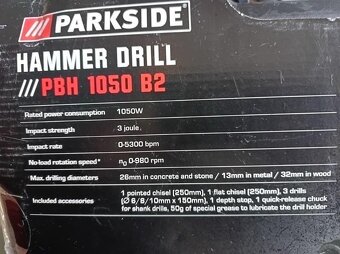 /// PARKSIDE®
HAMMER DRILL
/// PBH 1050 B2
Rated power consumption 1050W
Impact strength 3 joule
Impact rate 0-5300 bpm
No-load rotation speed* n0 0-980 rpm
Max. drilling diameters 26mm in concrete and stone / 13mm in metal / 32mm in wood
Included accessories 1 pointed chisel (250mm), 1 flat chisel (250mm), 3 drills
(Ø 6/8/10mm x 150mm), 1 depth stop, 1 quick-release chuck
for shank drills, 50g of special grease to lubricate the drill holder